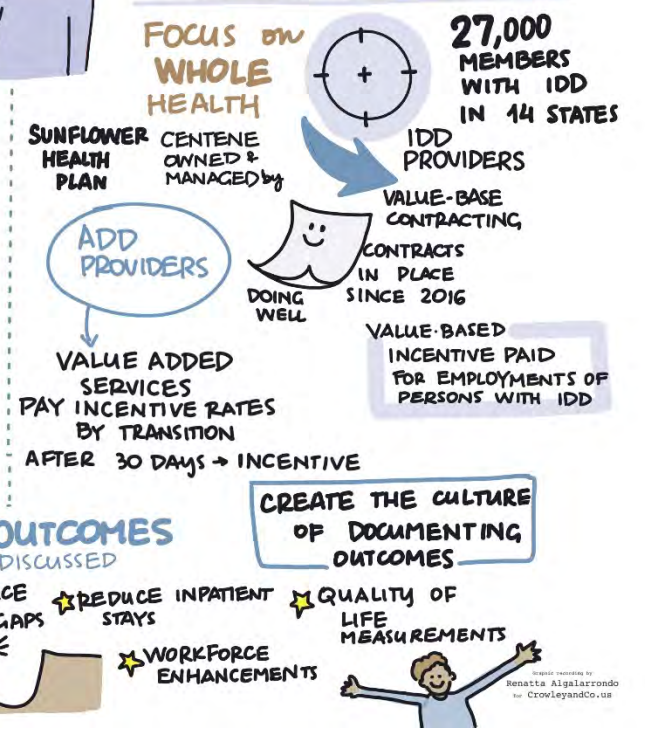 FOCUS on
WHOLE
HEALTH
27,000
MEMBERS
WITH IDD
IN 14 STATES
SUNFLOWER
HEALTH
PLAN
CENTENE
OWNED &
MANAGED by
IDD
PROVIDERS
VALUE-BASE
CONTRACTING
CONTRACTS
IN PLACE
SINCE 2016
DOING
WELL
ADD
PROVIDERS
VALUE-BASED
INCENTIVE PAID
FOR EMPLOYMENTS OF
PERSONS WITH IDD
VALUE ADDED
SERVICES
PAY INCENTIVE RATES
BY TRANSITION
AFTER 30 DAYS → INCENTIVE
CREATE THE CULTURE
OF DOCUMENTING
OUTCOMES
OUTCOMES
DISCUSSED
CE
GAPS
REDUCE INPATIENT
STAYS
QUALITY OF
LIFE
MEASUREMENTS
WORKFORCE
ENHANCEMENTS
Graphic recording by
Renatta Algalarrondo
for CrowleyandCo.us